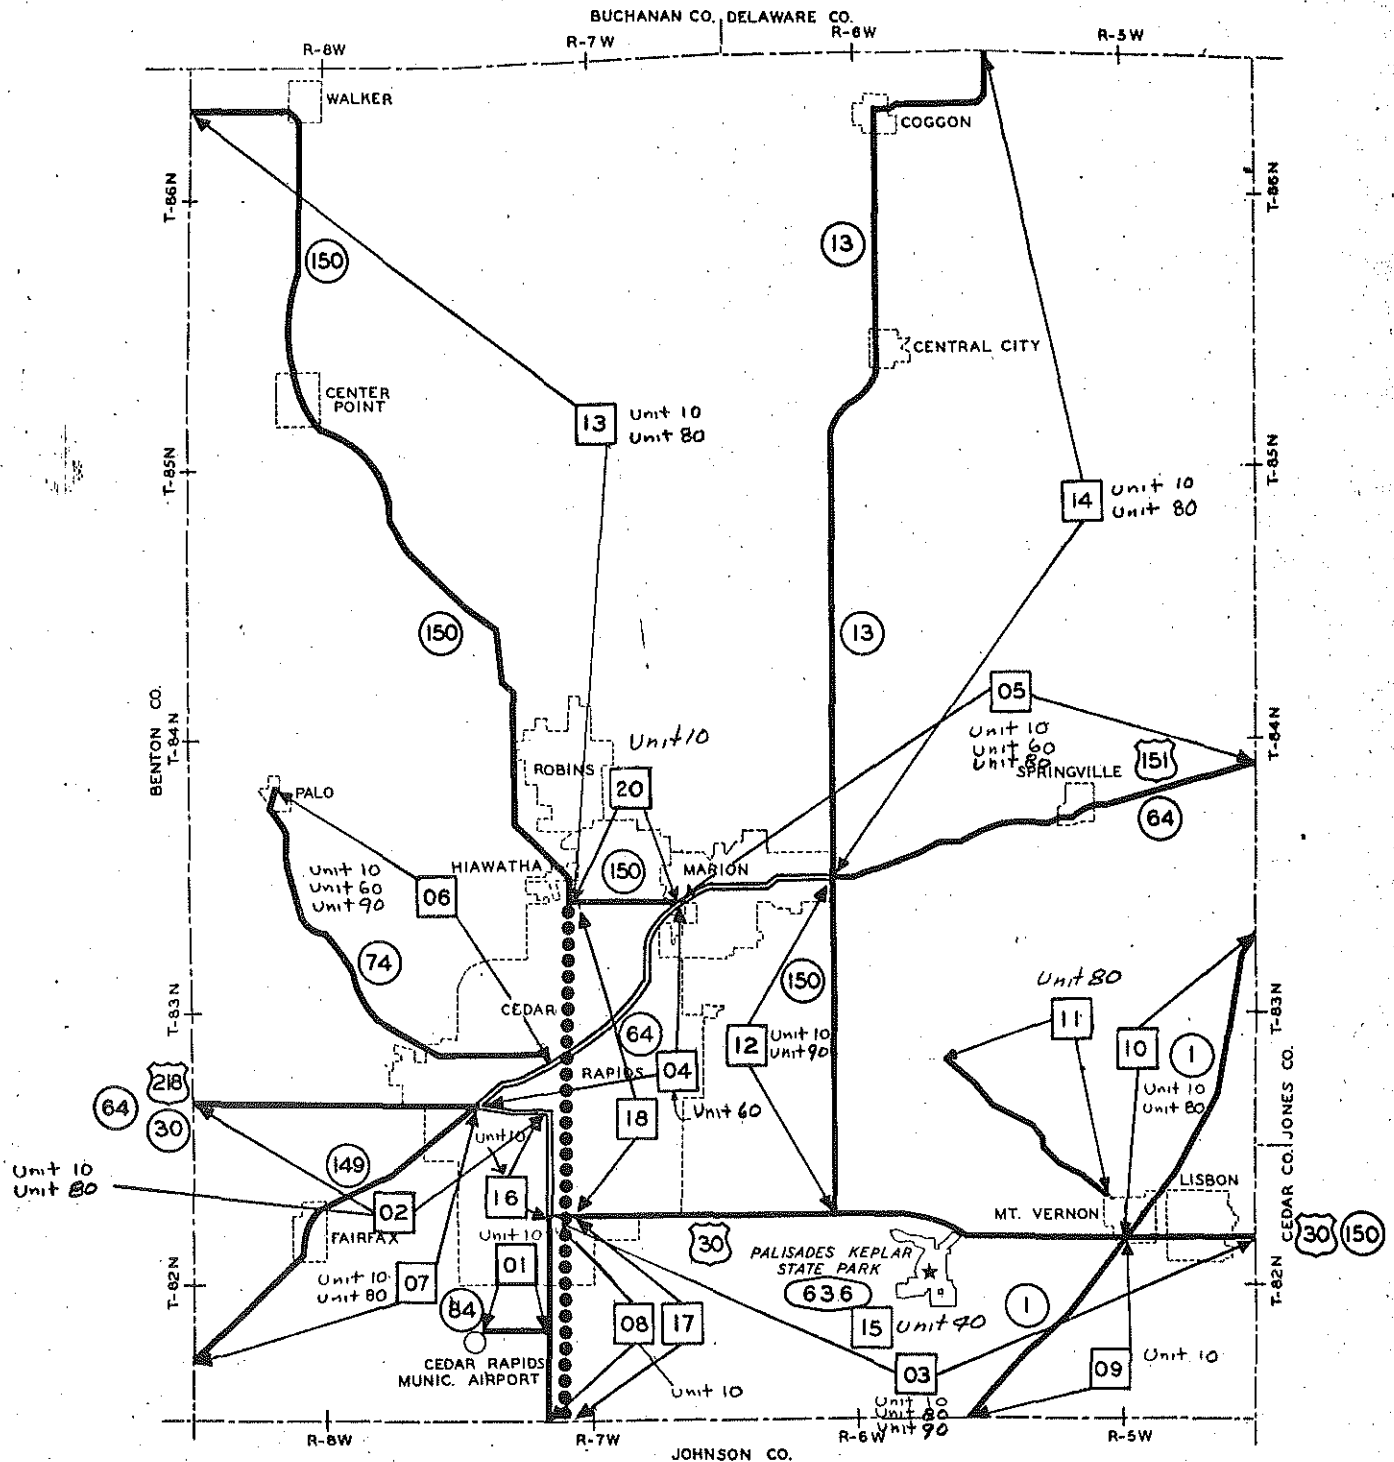 BUCHANAN CO. DELAWARE CO.
R-8W
R-7W
R-6W
R-5W
WALKER
COGGON
T-86N
T-86N
150
13
CENTRAL CITY
CENTER
POINT
13
Unit 10
Unit 80
T-85N
T-85N
14
Unit 10
Unit 80
150
13
05
Unit 10
Unit 60
Unit 80
BENTON CO.
T-84N
T-84N
Unit 10
ROBINS
SPRINGVILLE
151
20
PALO
64
HIAWATHA
150
MARION
Unit 10
Unit 60
Unit 90
06
74
150
Unit 80
CEDAR
T-83N
T-83N
11
64
12
Unit 10
Unit 90
10
1
RAPIDS
04
218
64
30
Unit 10
Unit 80
Unit 60
18
JONES CO.
CEDAR CO.
Unit 10
149
Unit 10
Unit 80
16
LISBON
02
MT. VERNON
FAIRFAX
Unit 10
30
30
150
PALISADES KEPLAR
STATE PARK
01
07
Unit 10
Unit 80
636
T-82N
T-82N
84
1
08
17
15
Unit 90
CEDAR RAPIDS
MUNIC. AIRPORT
03
09
Unit 10
Unit 10
Unit 10
Unit 80
Unit 90
R-8W
R-7W
R-6W
R-5W
JOHNSON CO.